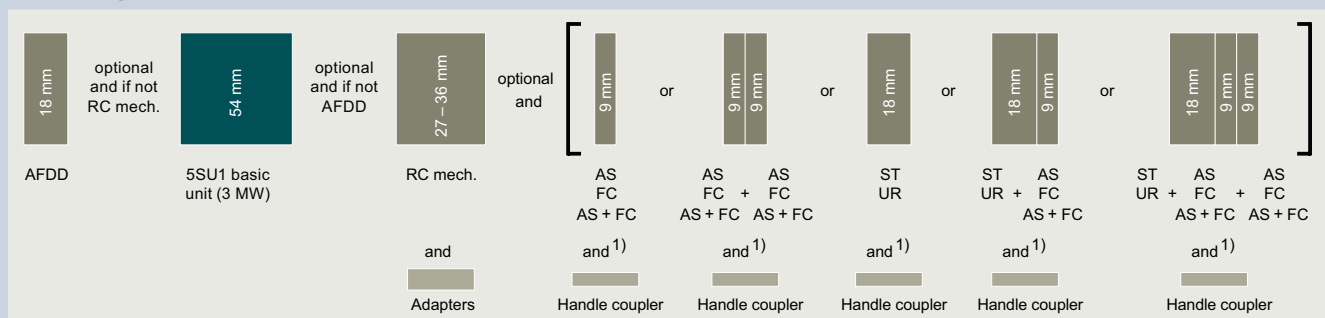 18 mm
optional
and if not
RC mech.
54 mm
optional
and if not
AFDD
27 – 36 mm
optional
and
9 mm
or
9 mm 9 mm
or
18 mm
or
18 mm 9 mm
or
18 mm 9 mm 9 mm
AFDD
5SU1 basic
unit (3 MW)
RC mech.
AS
FC
AS + FC
AS AS
FC + FC
AS + FC AS + FC
ST
UR
ST AS
UR + FC
AS + FC
ST AS AS
UR + FC + FC
AS + FC AS + FC
and
and 1)
and 1)
and 1)
and 1)
and 1)
Adapters
Handle coupler
Handle coupler
Handle coupler
Handle coupler
Handle coupler